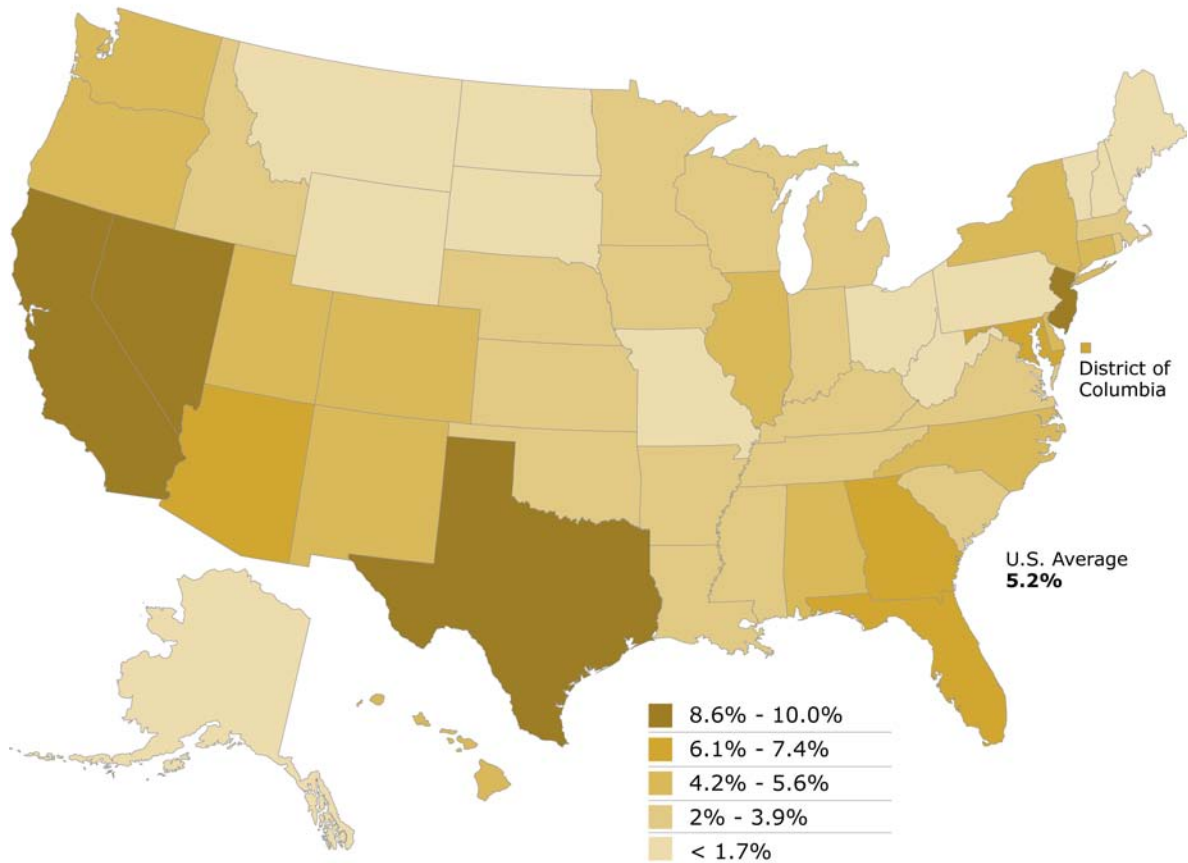 District of
Columbia
U.S. Average
5.2%
8.6% - 10.0%
6.1% - 7.4%
4.2% - 5.6%
2% - 3.9%
< 1.7%